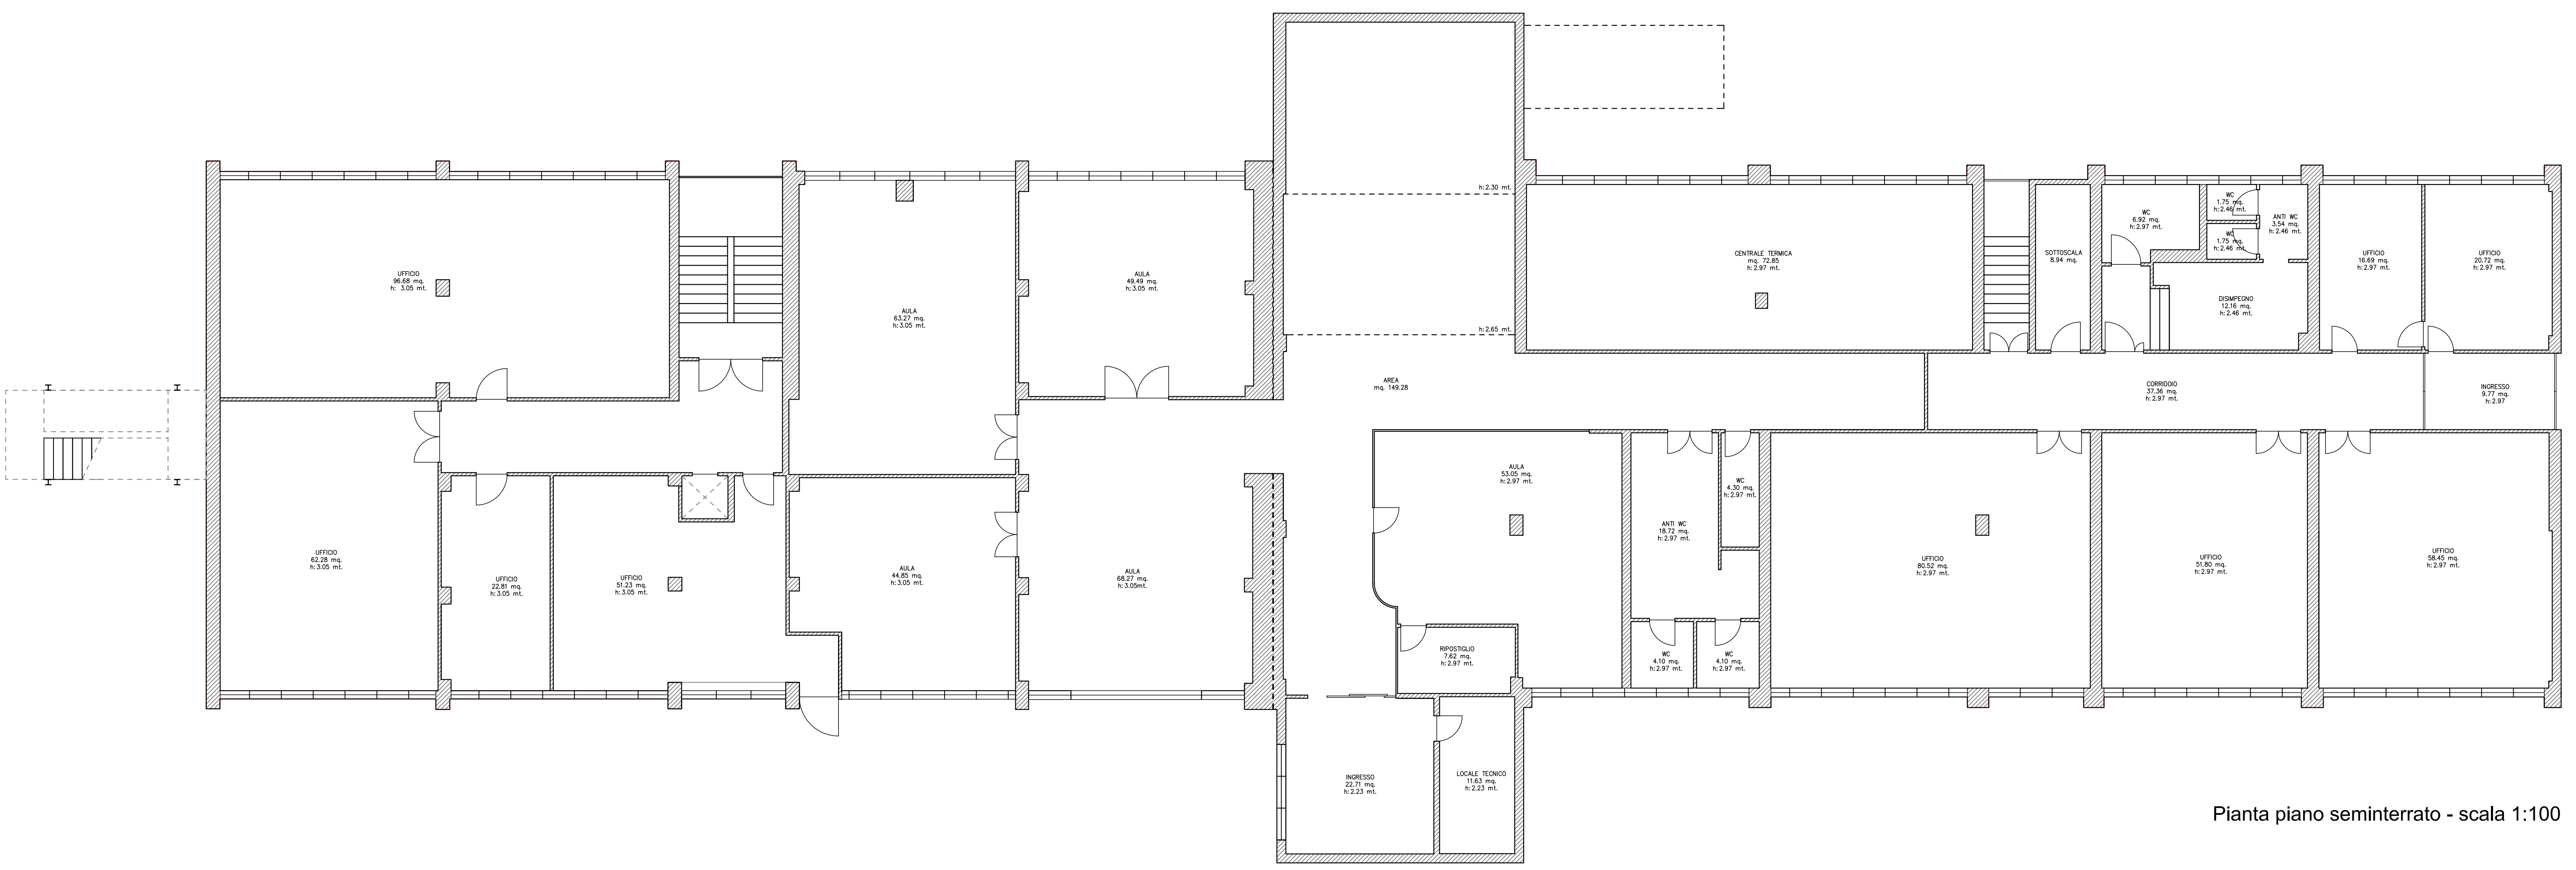 h:2.30 mt.
h:2.65 mt.
UFFICIO
96.68 mq.
h: 3.05 mt.
AULA
63.27 mq.
h:3.05 mt.
AULA
49.49 mq.
h:3.05 mt.
CENTRALE TERMICA
mq. 72.85
h:2.97 mt.
SOTTOSCALA
8.94 mq.
WC
6.92 mq.
h:2.97 mt.
WC
1.75 mq.
h:2.46 mt.
WC
1.75 mq.
h:2.46 mt.
ANTI WC
3.54 mq.
h:2.46 mt.
DISIMPEGNO
12.16 mq.
h:2.46 mt.
UFFICIO
16.69 mq.
h:2.97 mt.
UFFICIO
20.72 mq.
h:2.97 mt.
AREA
mq. 149.28
CORRIDOIO
37.36 mq.
h:2.97 mt.
INGRESSO
9.77 mq.
h:2.97
UFFICIO
62.28 mq.
h:3.05 mt.
UFFICIO
22.81 mq.
h:3.05 mt.
UFFICIO
51.23 mq.
h:3.05 mt.
AULA
44.85 mq.
h:3.05 mt.
AULA
68.27 mq.
h:3.05mt.
AULA
53.05 mq.
h:2.97 mt.
RIPOSTIGLIO
7.62 mq.
h:2.97 mt.
ANTI WC
18.72 mq.
h:2.97 mt.
WC
4.30 mq.
h:2.97 mt.
WC
4.10 mq.
h:2.97 mt.
WC
4.10 mq.
h:2.97 mt.
UFFICIO
80.52 mq.
h:2.97 mt.
UFFICIO
51.80 mq.
h:2.97 mt.
UFFICIO
58.45 mq.
h:2.97 mt.
INGRESSO
22.71 mq.
h:2.23 mt.
LOCALE TECNICO
11.63 mq.
h:2.23 mt.
Pianta piano seminterrato - scala 1:100